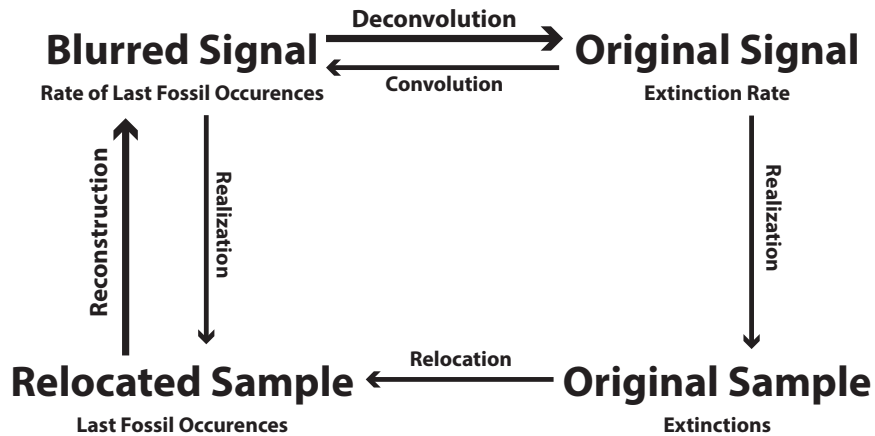 Deconvolution
Blurred Signal
Original Signal
Convolution
Rate of Last Fossil Occurences
Extinction Rate
Reconstruction
Realization
Realization
Relocation
Relocated Sample
Original Sample
Last Fossil Occurences
Extinctions